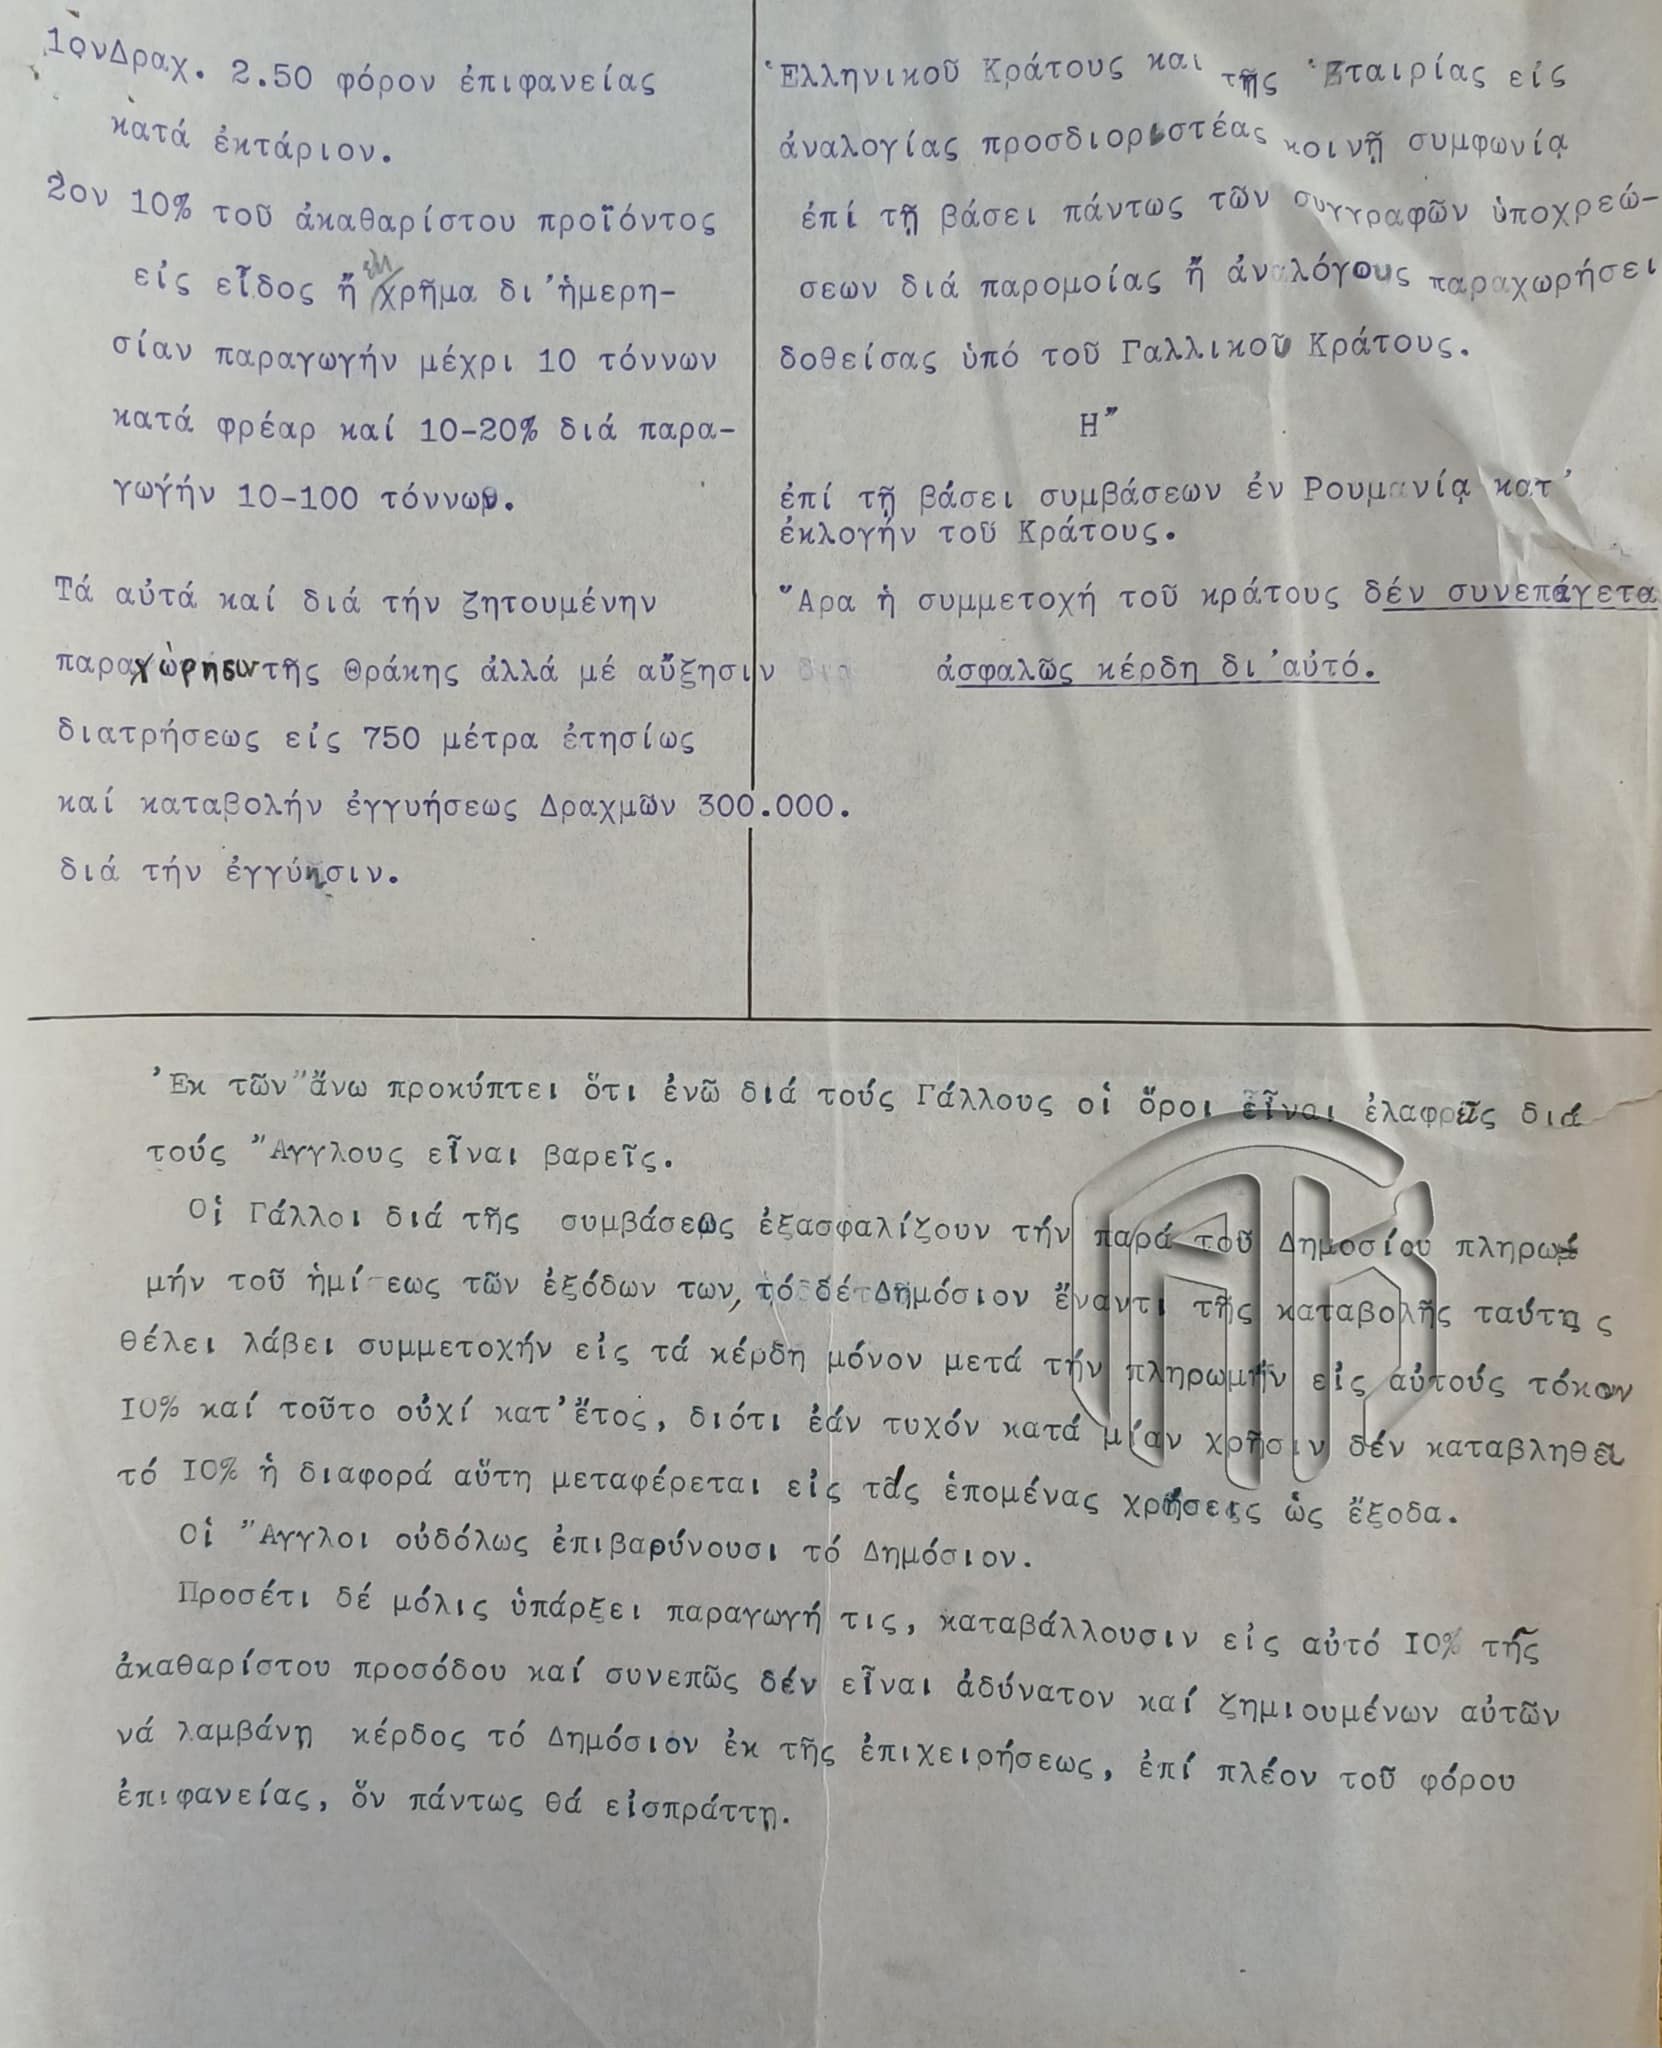 1ονΔραχ. 2.50 φόρον ἐπιφανείας
κατά ἐκτάριον.
2ον 10% τοῦ ἀκαθαρίστου προϊόντος
εἰς εἶδος ἤ χρῆμα δι'ἡμερη-
σίαν παραγωγήν μέχρι 10 τόννων
κατά φρέαρ καί 10-20% διά παρα-
γωγήν 10-100 τόννων.
Τά αὐτά καί διά τήν ζητουμένην
παραχώρησιν τῆς Θράκης ἀλλά μέ αὔξησιν
διατρήσεως εἰς 750 μέτρα ἐτησίως
καί καταβολήν ἐγγυήσεως Δραχμῶν 300.000.
διά τήν ἐγγύησιν.
Ἑλληνικοῦ Κράτους καί τῆς Ἑταιρίας εἰς
ἀναλογίας προσδιοριστέας κοινῇ συμφωνίᾳ
ἐπί τῇ βάσει πάντως τῶν συγγραφῶν ὑποχρεώ-
σεων διά παρομοίας ἤ ἀναλόγους παραχωρήσει
δοθείσας ὑπό τοῦ Γαλλικοῦ Κράτους.
Η"
ἐπί τῇ βάσει συμβάσεων ἐν Ρουμανίᾳ κατ'
ἐκλογήν τοῦ Κράτους.
Ἄρα ἡ συμμετοχή τοῦ κράτους δέν συνεπάγετα
ἀσφαλῶς κέρδη δι'αὐτό.
Ἐκ τῶν"ἄνω προκύπτει ὅτι ἐνῶ διά τούς Γάλλους οἱ ὅροι εἶναι ἐλαφρεῖς διά
τούς Ἄγγλους εἶναι βαρεῖς.
Οἱ Γάλλοι διά τῆς συμβάσεως ἐξασφαλίζουν τήν παρά τοῦ Δημοσίου πληρω
μήν τοῦ ἡμίσεως τῶν ἐξόδων των, τό δέ Δημόσιον ἔναντι τῆς καταβολῆς ταύτης
θέλει λάβει συμμετοχήν εἰς τά κέρδη μόνον μετά τήν πληρωμήν εἰς αὐτούς τόκον
10% καί τοῦτο οὐχί κατ'ἔτος, διότι ἐάν τυχόν κατά μίαν χρῆσιν δέν καταβληθεῖ
τό 10% ἡ διαφορά αὕτη μεταφέρεται εἰς τάς ἑπομένας χρήσεις ὡς ἔξοδα.
Οἱ Ἄγγλοι οὐδόλως ἐπιβαρύνουσι τό Δημόσιον.
Προσέτι δέ μόλις ὑπάρξει παραγωγή τις, καταβάλλουσιν εἰς αὐτό 10% τῆς
ἀκαθαρίστου προσόδου καί συνεπῶς δέν εἶναι ἀδύνατον καί ζημιουμένων αὐτῶν
νά λαμβάνῃ κέρδος τό Δημόσιον ἐκ τῆς ἐπιχειρήσεως, ἐπί πλέον τοῦ φόρου
ἐπιφανείας, ὅν πάντως θά εἰσπράττῃ.